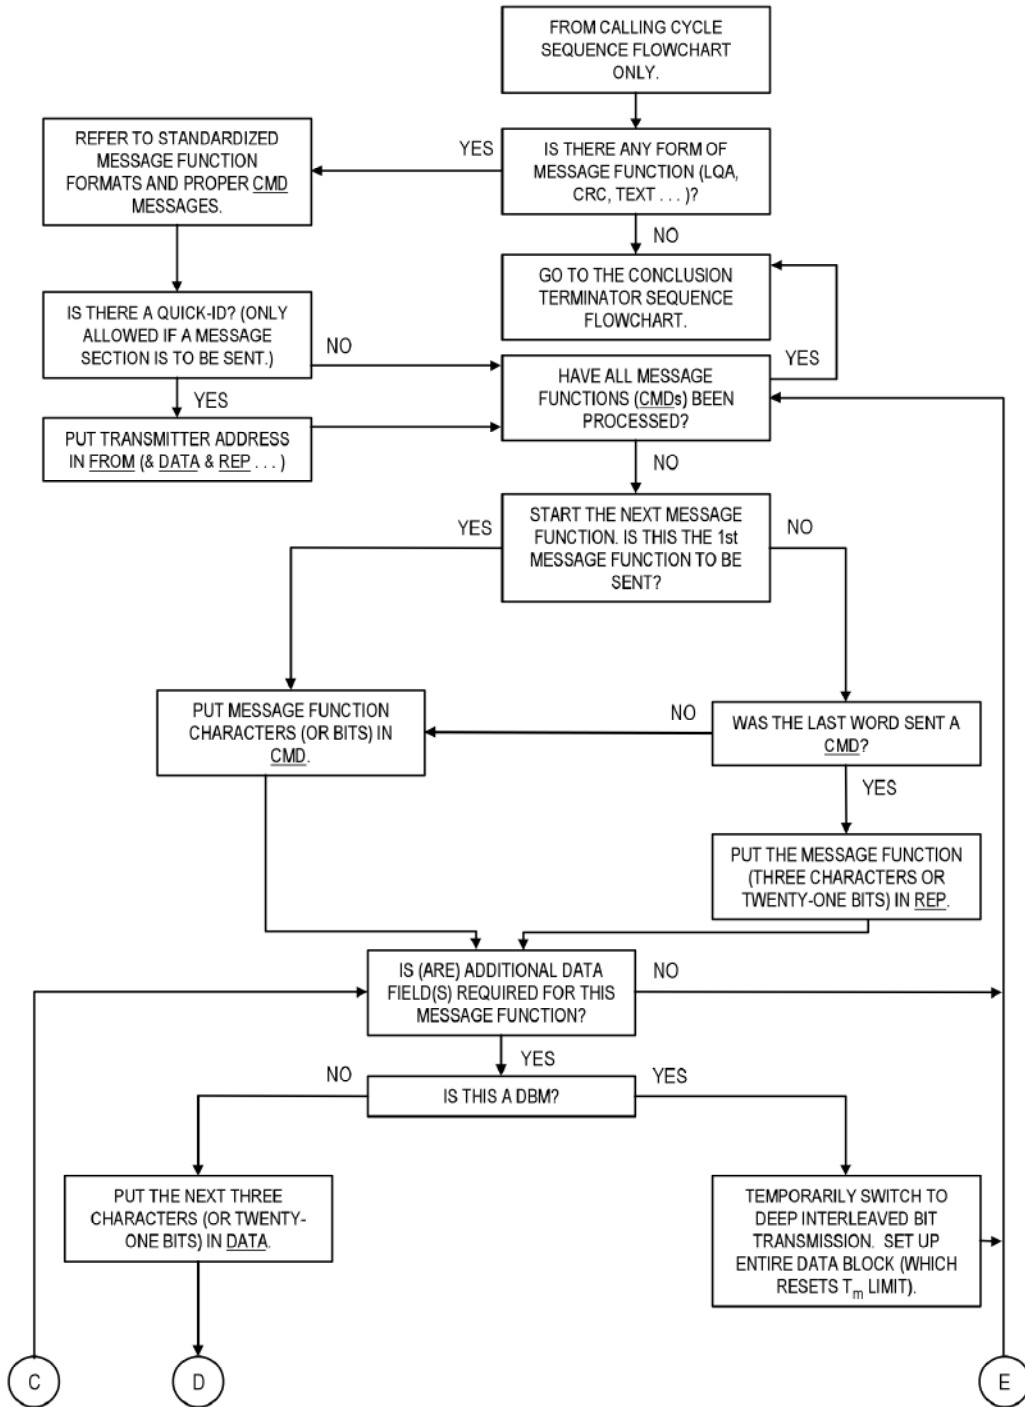 FROM CALLING CYCLE
SEQUENCE FLOWCHART
ONLY.
REFER TO STANDARDIZED
MESSAGE FUNCTION
FORMATS AND PROPER CMD
MESSAGES.
YES
IS THERE ANY FORM OF
MESSAGE FUNCTION (LQA,
CRC, TEXT . . . )?
NO
GO TO THE CONCLUSION
TERMINATOR SEQUENCE
FLOWCHART.
IS THERE A QUICK-ID? (ONLY
ALLOWED IF A MESSAGE
SECTION IS TO BE SENT.)
NO
YES
HAVE ALL MESSAGE
FUNCTIONS (CMDs) BEEN
PROCESSED?
YES
PUT TRANSMITTER ADDRESS
IN FROM (& DATA & REP . . . )
NO
YES
START THE NEXT MESSAGE
FUNCTION. IS THIS THE 1st
MESSAGE FUNCTION TO BE
SENT?
NO
PUT MESSAGE FUNCTION
CHARACTERS (OR BITS) IN
CMD.
NO
WAS THE LAST WORD SENT A
CMD?
YES
PUT THE MESSAGE FUNCTION
(THREE CHARACTERS OR
TWENTY-ONE BITS) IN REP.
IS (ARE) ADDITIONAL DATA
FIELD(S) REQUIRED FOR THIS
MESSAGE FUNCTION?
NO
YES
NO
IS THIS A DBM?
YES
PUT THE NEXT THREE
CHARACTERS (OR TWENTY-
ONE BITS) IN DATA.
TEMPORARILY SWITCH TO
DEEP INTERLEAVED BIT
TRANSMISSION. SET UP
ENTIRE DATA BLOCK (WHICH
RESETS Tm LIMIT).
C
D
E